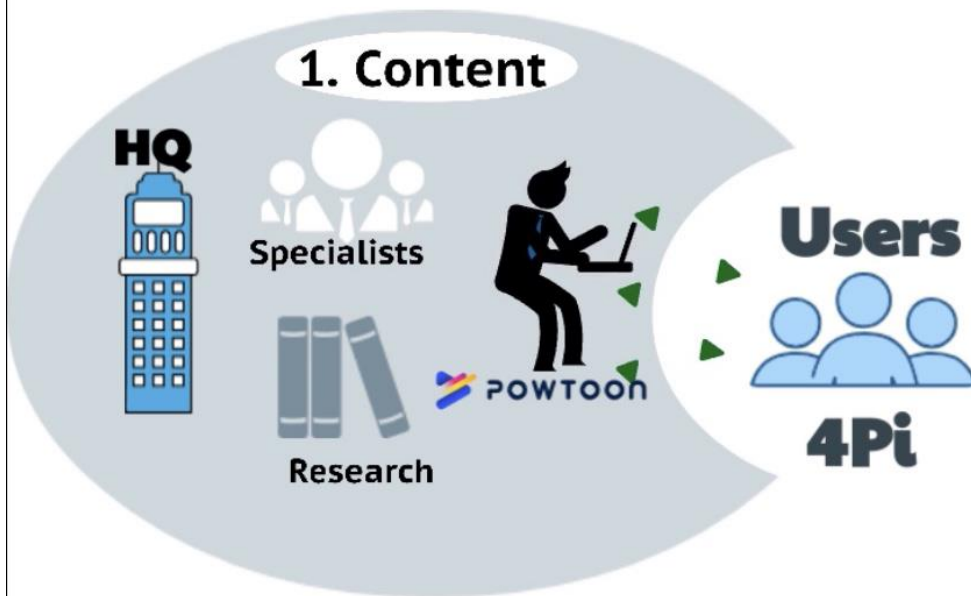 1. Content
HQ
Specialists
Users
POWTOON
4Pi
Research